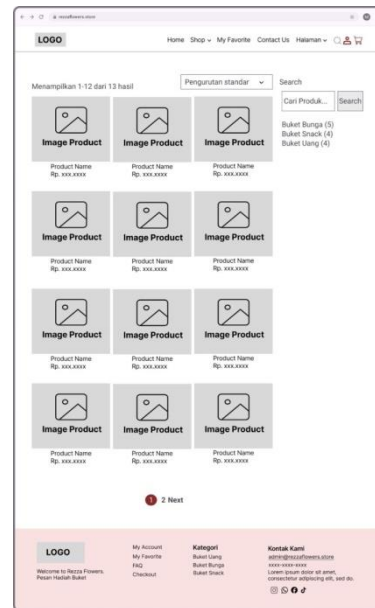 rezzaflowers.store
LOGO
Home Shop My Favorite Contact Us Halaman
Menampilkan 1-12 dari 13 hasil
Pengurutan standar
Search
Cari Produk... Search
Buket Bunga (5)
Buket Snack (4)
Buket Uang (4)
Image Product Image Product Image Product
Product Name Product Name Product Name
Rp. xxx.xxxx Rp. xxx.xxxx Rp. xxx.xxxx
Image Product Image Product Image Product
Product Name Product Name Product Name
Rp. xxx.xxxx Rp. xxx.xxxx Rp. xxx.xxxx
Image Product Image Product Image Product
Product Name Product Name Product Name
Rp. xxx.xxxx Rp. xxx.xxxx Rp. xxx.xxxx
Image Product Image Product Image Product
Product Name Product Name Product Name
Rp. xxx.xxxx Rp. xxx.xxxx Rp. xxx.xxxx
1 2 Next
LOGO
Welcome to Rezza Flowers.
Pesan Hadiah Buket
My Account
My Favorite
FAQ
Checkout
Kategori
Buket Uang
Buket Bunga
Buket Snack
Kontak Kami
admin@rezzaflowers.store
xxxx-xxxx-xxxx
Lorem ipsum dolor sit amet,
consectetur adipiscing elit, sed do.